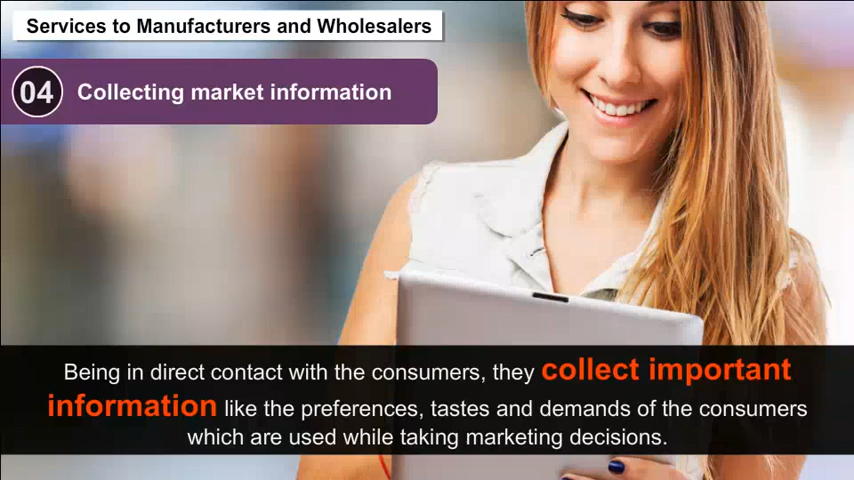 Services to Manufacturers and Wholesalers
04 Collecting market information
Being in direct contact with the consumers, they collect important
information like the preferences, tastes and demands of the consumers
which are used while taking marketing decisions.